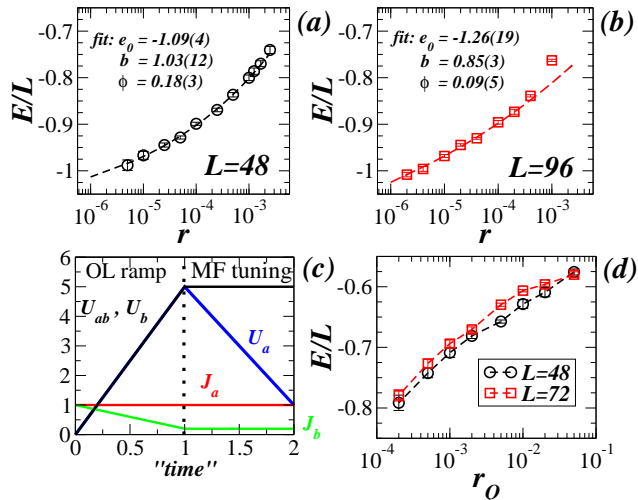 (a)
fit: e0 = -1.09(4)
b = 1.03(12)
ϕ = 0.18(3)
L=48
E/L
-0.7
-0.8
-0.9
-1
10^-6 10^-5 10^-4 10^-3
r
(b)
fit: e0 = -1.26(19)
b = 0.85(3)
ϕ = 0.09(5)
L=96
E/L
-0.7
-0.8
-0.9
-1
10^-6 10^-5 10^-4 10^-3
r
(c)
OL ramp MF tuning
Uab , Ub
Ua
Ja
Jb
6
5
4
3
2
1
0
0 0.5 1 1.5 2
"time"
(d)
E/L
-0.6
-0.7
-0.8
L=48
L=72
10^-4 10^-3 10^-2 10^-1
rO